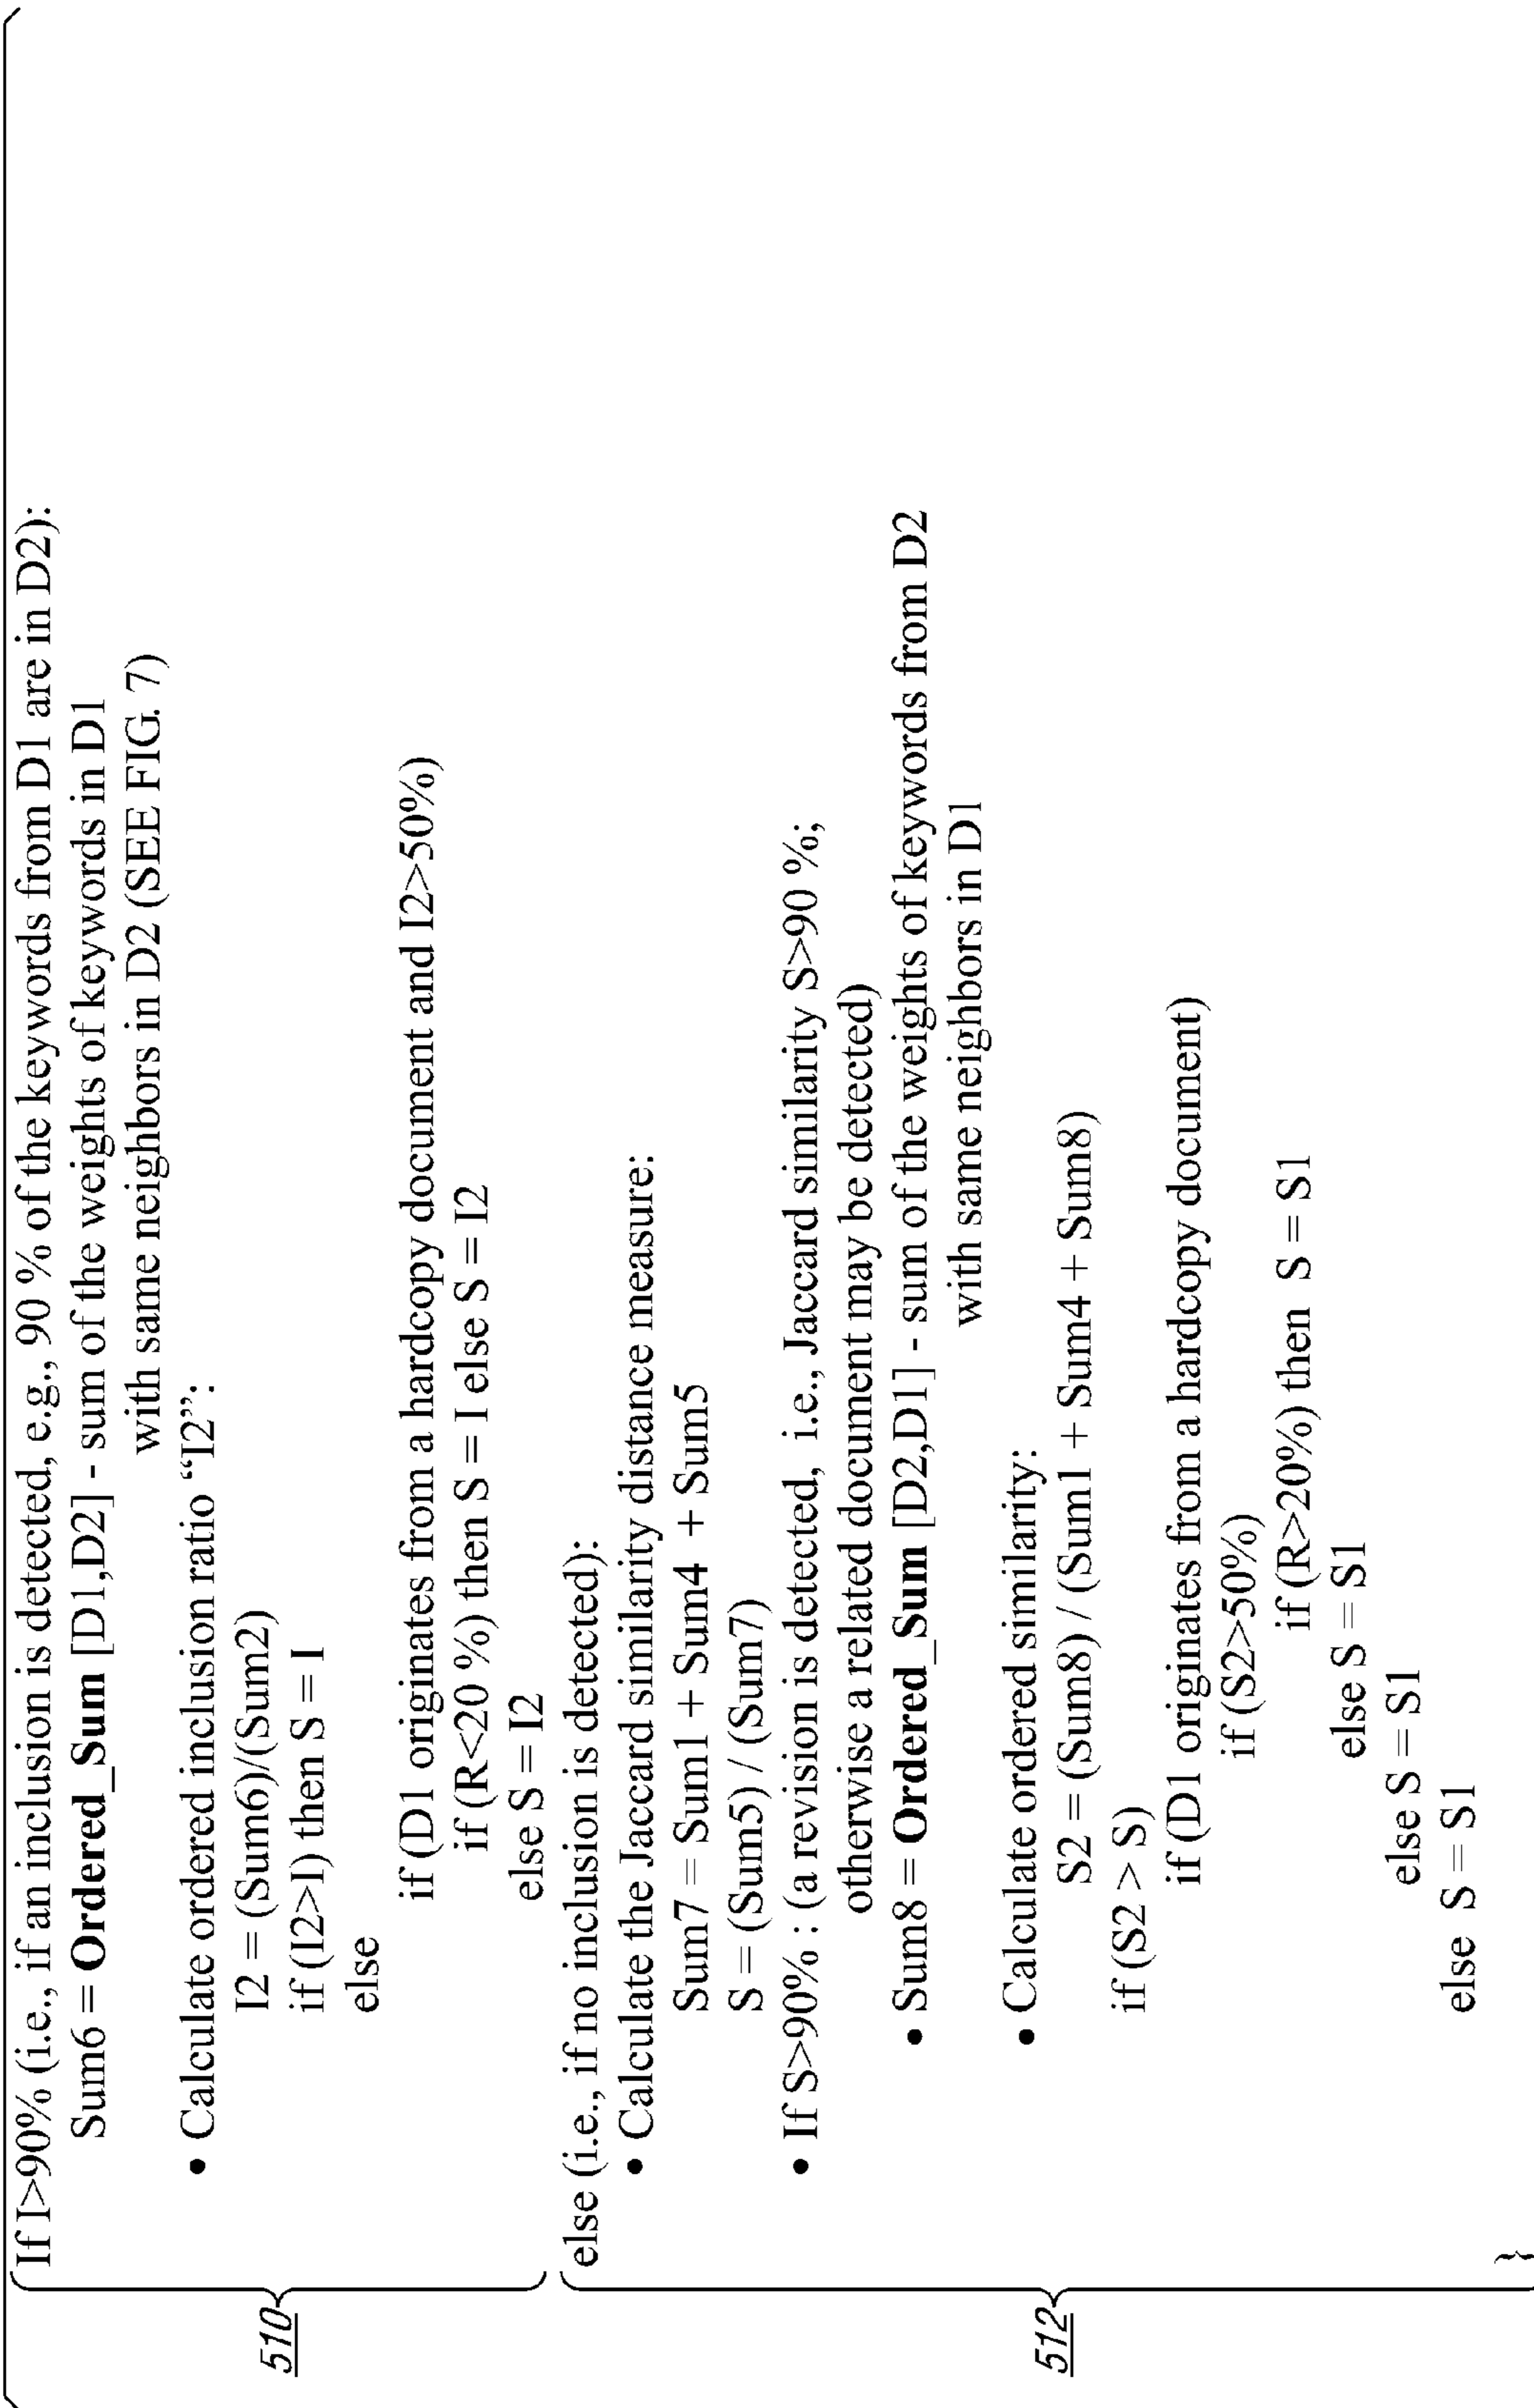 If I>90% (i.e., if an inclusion is detected, e.g., 90 % of the keywords from D1 are in D2):
Sum6 = Ordered_Sum [D1,D2] - sum of the weights of keywords in D1
with same neighbors in D2 (SEE FIG. 7)
• Calculate ordered inclusion ratio “I2”:
I2 = (Sum6)/(Sum2)
if (I2>I) then S = I
else
if (D1 originates from a hardcopy document and I2>50%)
if (R<20 %) then S = I else S = I2
else S = I2
510
else (i.e., if no inclusion is detected):
• Calculate the Jaccard similarity distance measure:
Sum7 = Sum1 + Sum4 + Sum5
S = (Sum5) / (Sum7)
• If S>90% : (a revision is detected, i.e., Jaccard similarity S>90 %;
otherwise a related document may be detected)
• Sum8 = Ordered_Sum [D2,D1] - sum of the weights of keywords from D2
with same neighbors in D1
• Calculate ordered similarity:
S2 = (Sum8) / (Sum1 + Sum4 + Sum8)
if (S2 > S)
if (D1 originates from a hardcopy document)
if (S2>50%)
if (R>20%) then S = S1
else S = S1
else S = S1
else S = S1
}
512